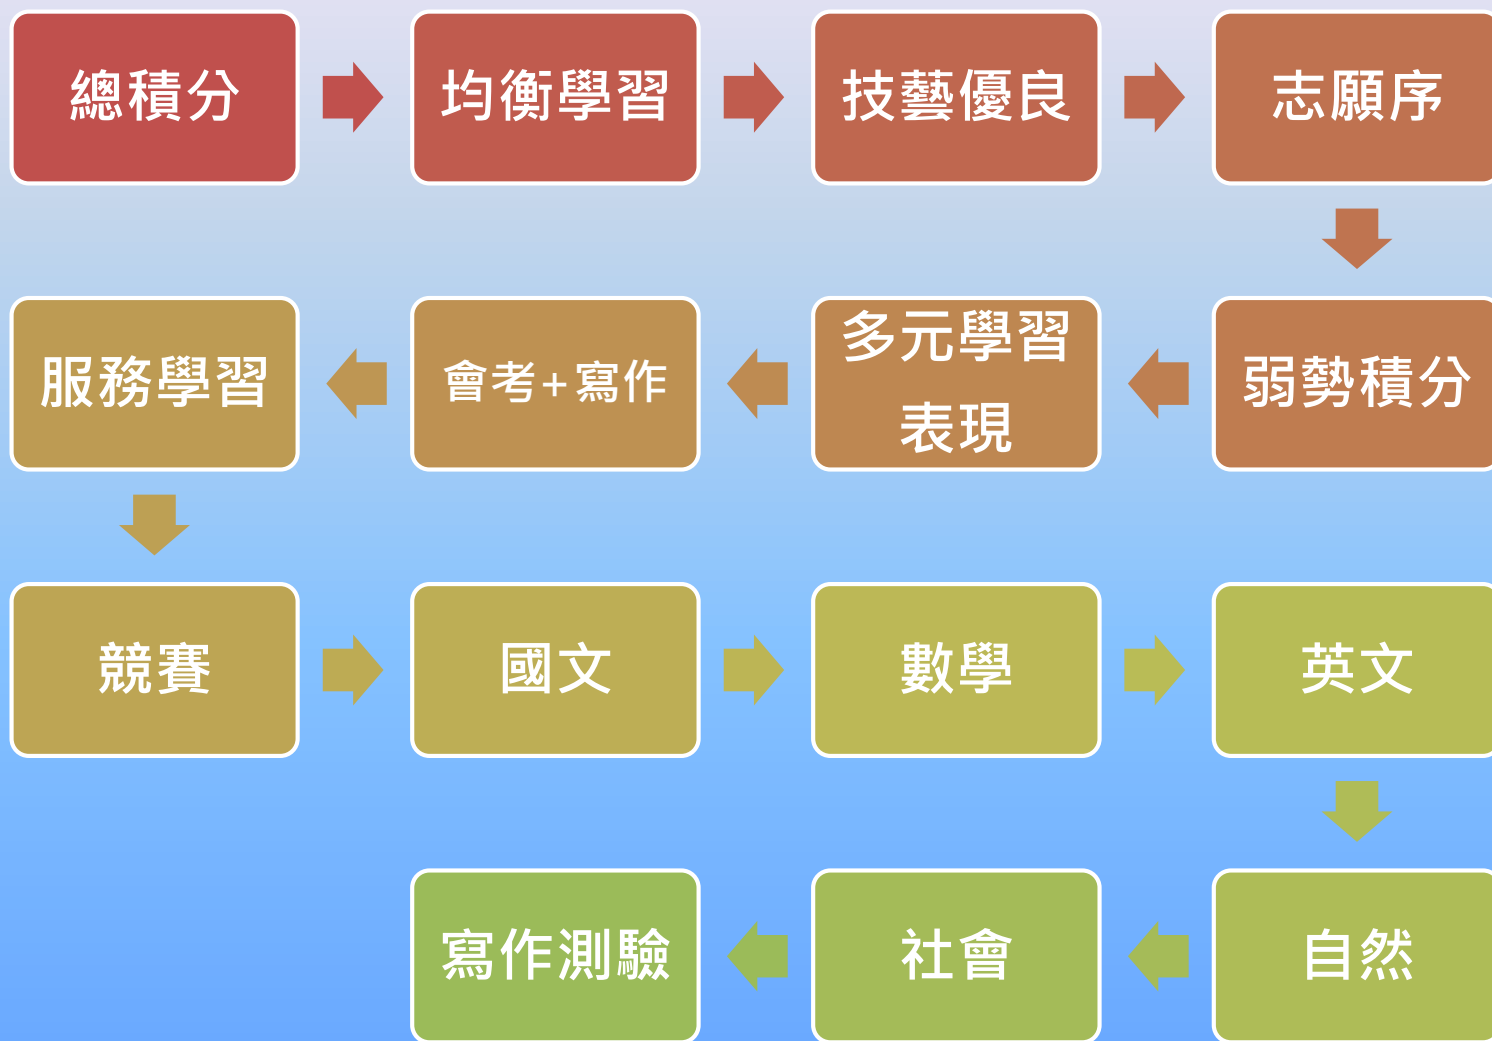 總積分
均衡學習
技藝優良
志願序
弱勢積分
多元學習
表現
會考+寫作
服務學習
競賽
國文
數學
英文
自然
社會
寫作測驗